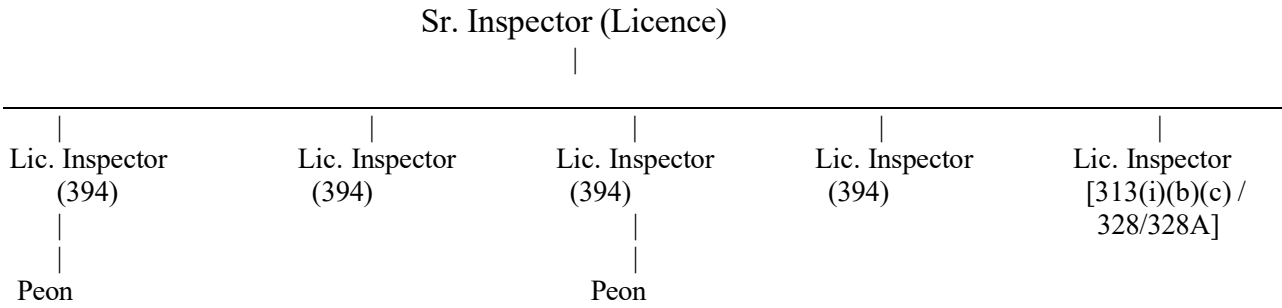 Sr. Inspector (Licence)
Lic. Inspector Lic. Inspector Lic. Inspector Lic. Inspector Lic. Inspector
(394) (394) (394) (394) [313(i)(b)(c) /
328/328A]
Peon Peon